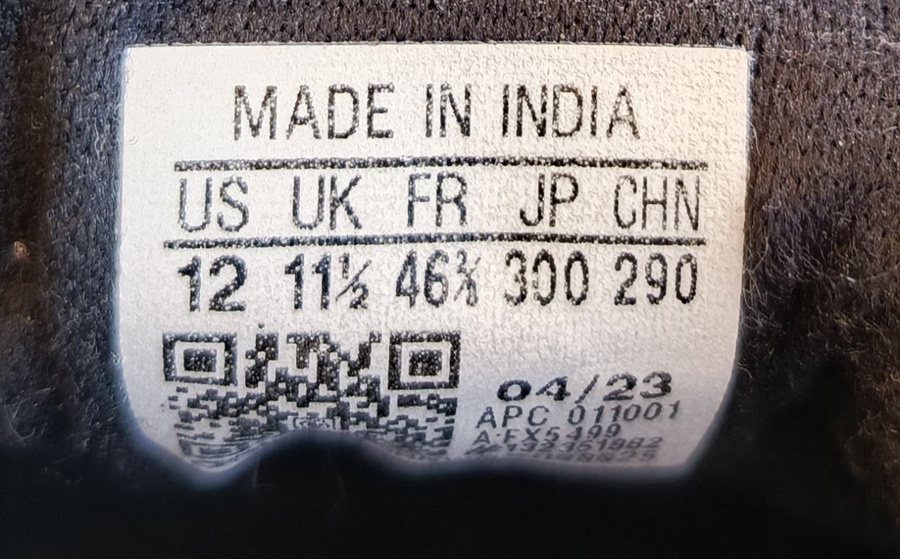 MADE IN INDIA
US UK FR JP CHN
12 11½ 46⅔ 300 290
04/23
APC 011001
A:FX5499